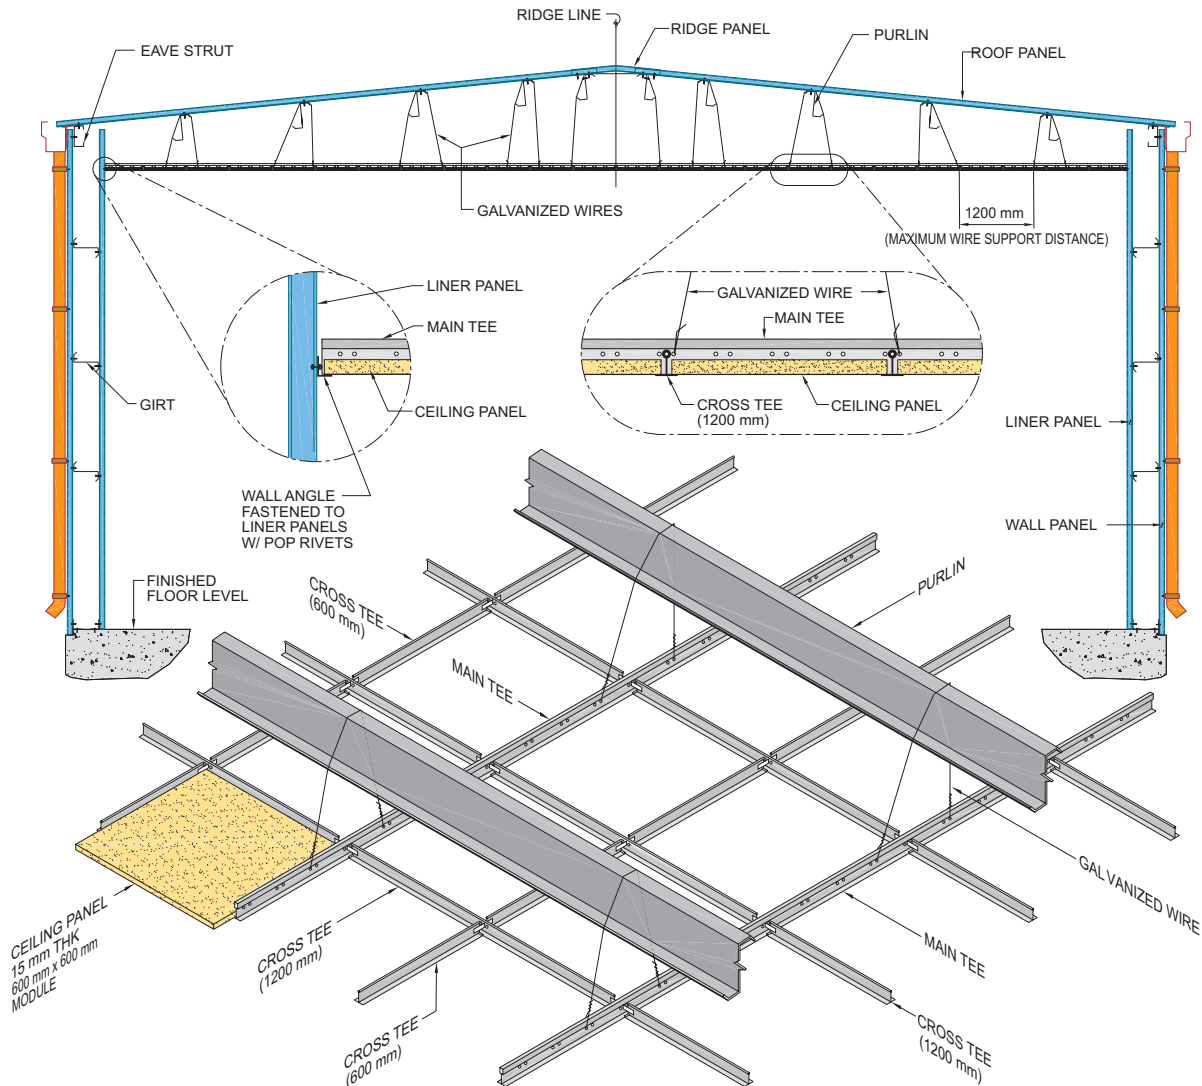 RIDGE LINE
RIDGE PANEL
PURLIN
EAVE STRUT
ROOF PANEL
GALVANIZED WIRES
1200 mm
(MAXIMUM WIRE SUPPORT DISTANCE)
LINER PANEL
MAIN TEE
CEILING PANEL
GALVANIZED WIRE
MAIN TEE
CROSS TEE
(1200 mm)
CEILING PANEL
GIRT
LINER PANEL
WALL ANGLE
FASTENED TO
LINER PANELS
W/ POP RIVETS
WALL PANEL
FINISHED
FLOOR LEVEL
CROSS TEE
(600 mm)
PURLIN
MAIN TEE
GALVANIZED WIRE
CEILING PANEL
15 mm THK
600 mm x 600 mm
MODULE
CROSS TEE
(1200 mm)
MAIN TEE
CROSS TEE
(600 mm)
CROSS TEE
(1200 mm)